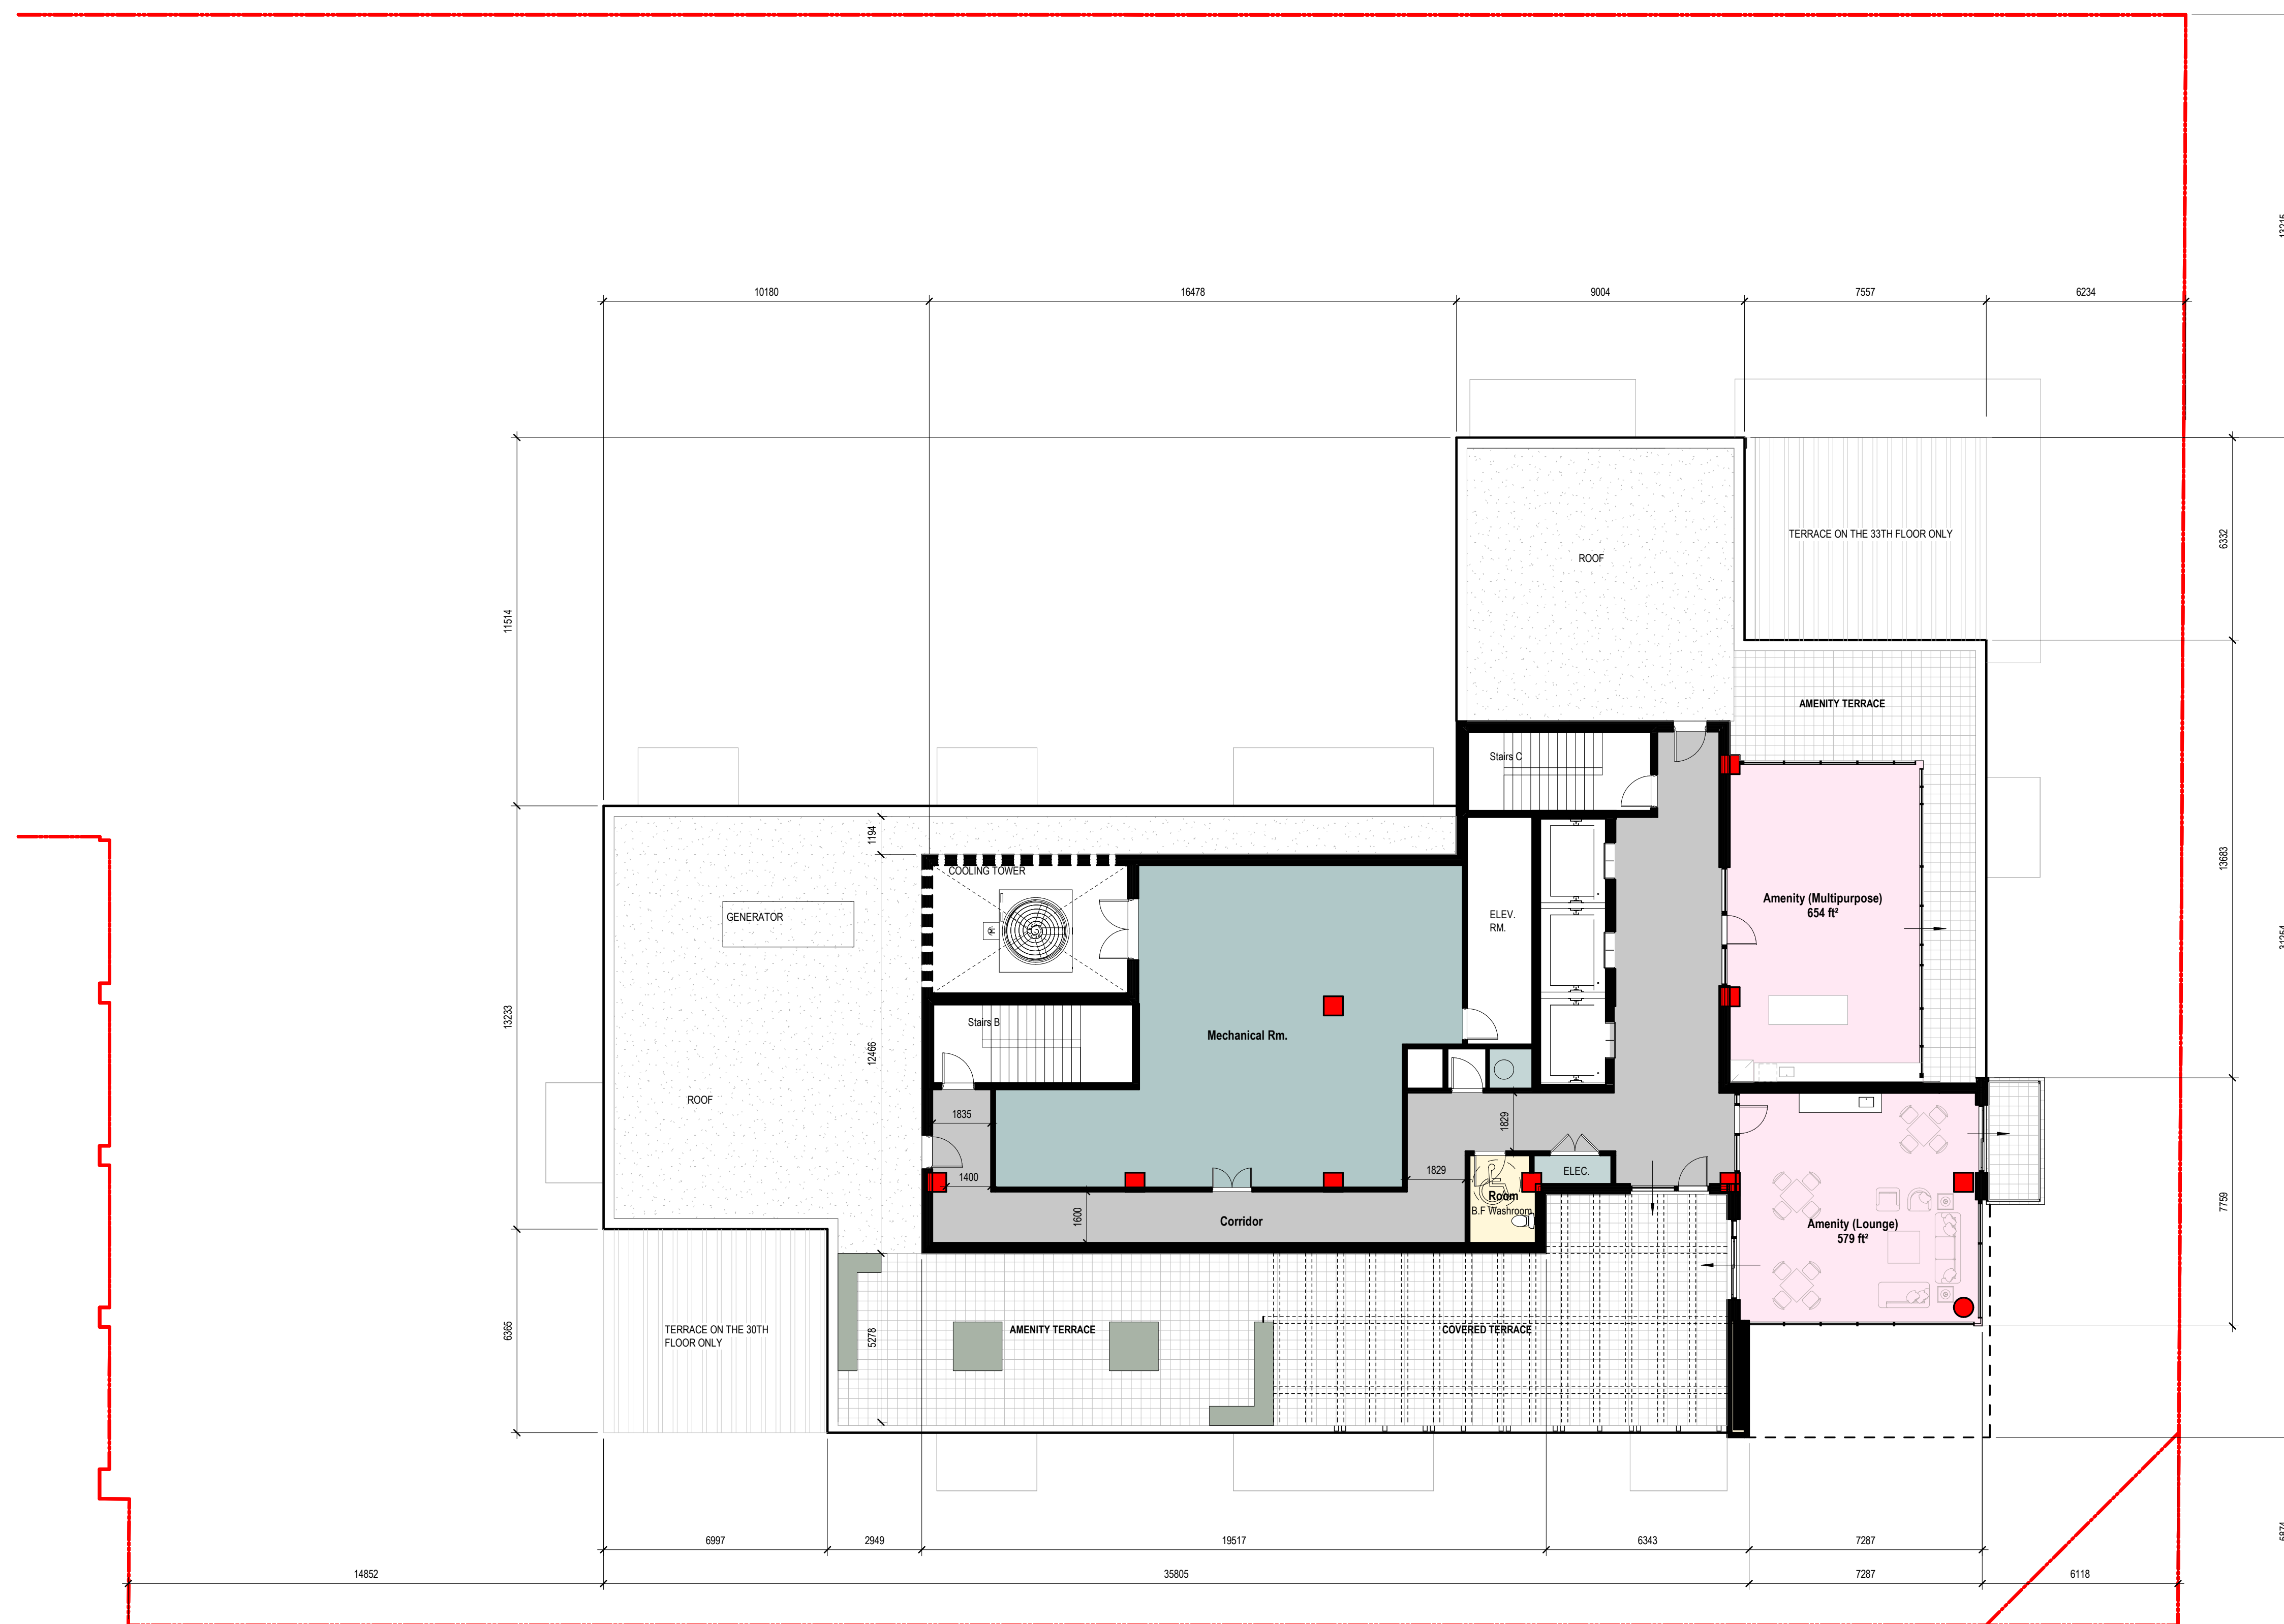 13215
10180
16478
9004
7557
6234
TERRACE ON THE 33TH FLOOR ONLY
6332
ROOF
11514
AMENITY TERRACE
Stairs C
1194
COOLING TOWER
13683
Amenity (Multipurpose)
654 ft²
GENERATOR
ELEV.
RM.
31264
13233
Stairs B
Mechanical Rm.
12466
ROOF
1835
1829
1400
1829
ELEC.
Room
B.F Washroom
1600
Corridor
7759
Amenity (Lounge)
579 ft²
6365
TERRACE ON THE 30TH
FLOOR ONLY
5278
AMENITY TERRACE
COVERED TERRACE
6997
2949
19517
6343
7287
5874
14852
35805
7287
6118